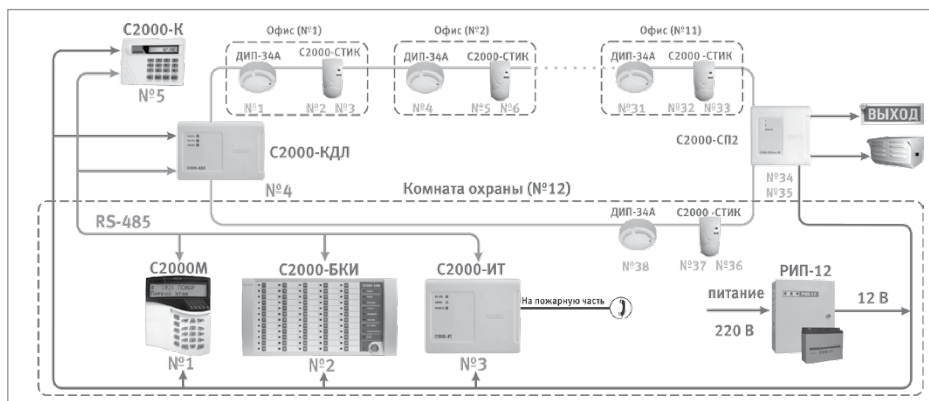 С2000-К
№5
Офис (№1)
ДИП-34А С2000-СТИК
№1 №2 №3
Офис (№2)
ДИП-34А С2000-СТИК
№4 №5 №6
Офис (№11)
ДИП-34А С2000 -СТИК
№31 №32 №33
С2000-КДЛ
№4
С2000-СП2
№34
№35
ВЫХОД
Комната охраны (№12)
RS-485
ДИП-34А С2000 -СТИК
№38 №37 №36
С2000М
№1
С2000-БКИ
№2
С2000-ИТ
№3
На пожарную часть
РИП-12
питание
220 В
12 В